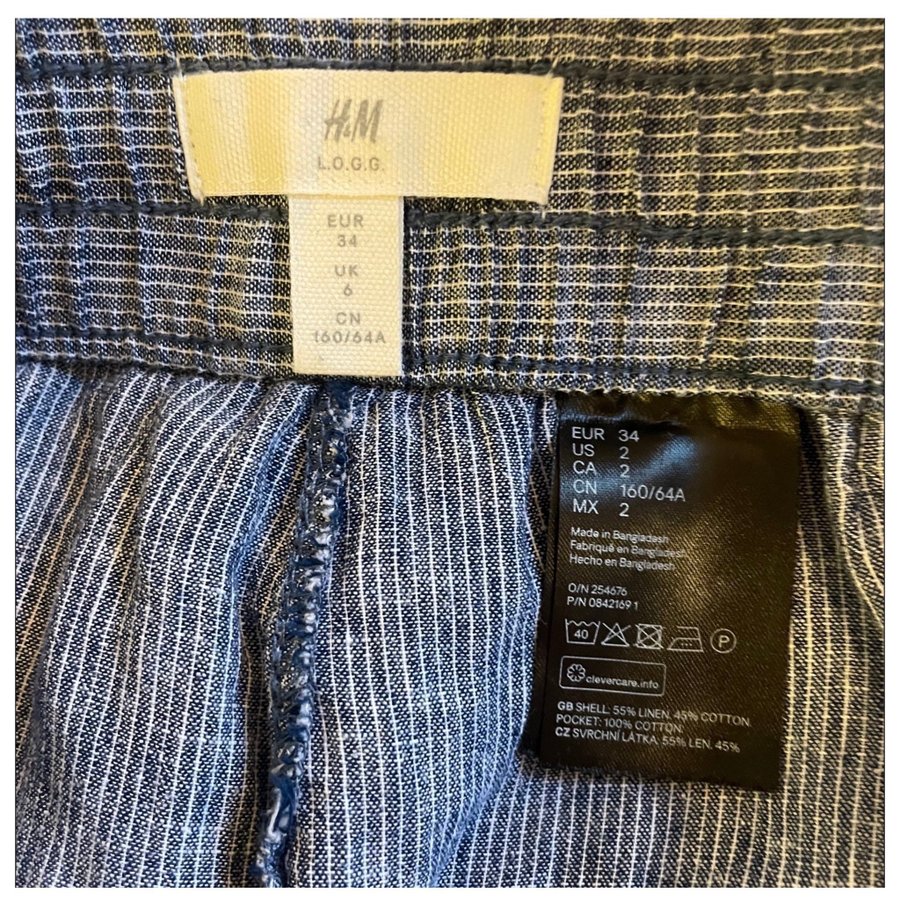 H&M
L.O.G.G.
EUR
34
UK
6
CN
160/64A
EUR 34
US 2
CA 2
CN 160/64A
MX 2
Made in Bangladesh
Fabriqué en Bangladesh
Hecho en Bangladesh
O/N 254676
P/N 0842169 1
40
P
clevercare.info
GB SHELL: 55% LINEN. 45% COTTON
POCKET: 100% COTTON.
CZ SVRCHNÍ LÁTKA: 55% LEN. 45%